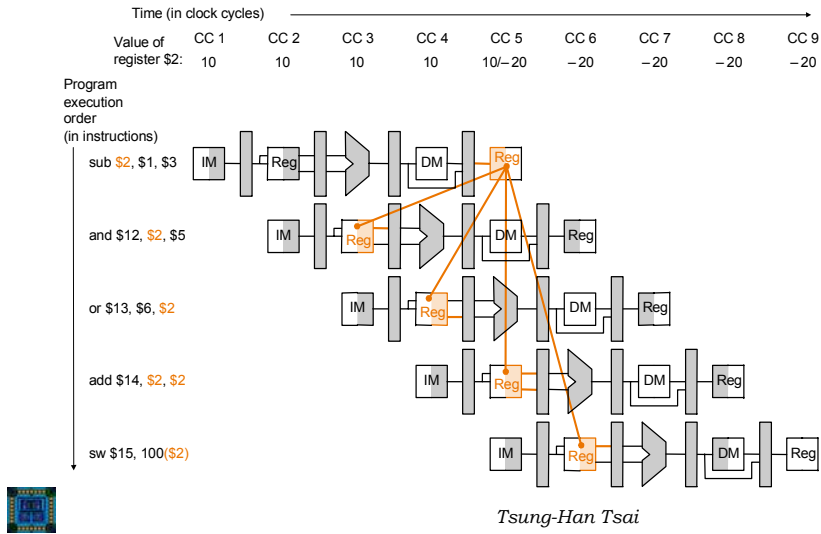 Time (in clock cycles)
CC 1 CC 2 CC 3 CC 4 CC 5 CC 6 CC 7 CC 8 CC 9
Value of
register $2: 10 10 10 10 10/– 20 – 20 – 20 – 20 – 20
Program
execution
order
(in instructions)
sub $2, $1, $3 IM Reg DM Reg
and $12, $2, $5 IM Reg DM Reg
or $13, $6, $2 IM Reg DM Reg
add $14, $2, $2 IM Reg DM Reg
sw $15, 100($2) IM Reg DM Reg
Tsung-Han Tsai